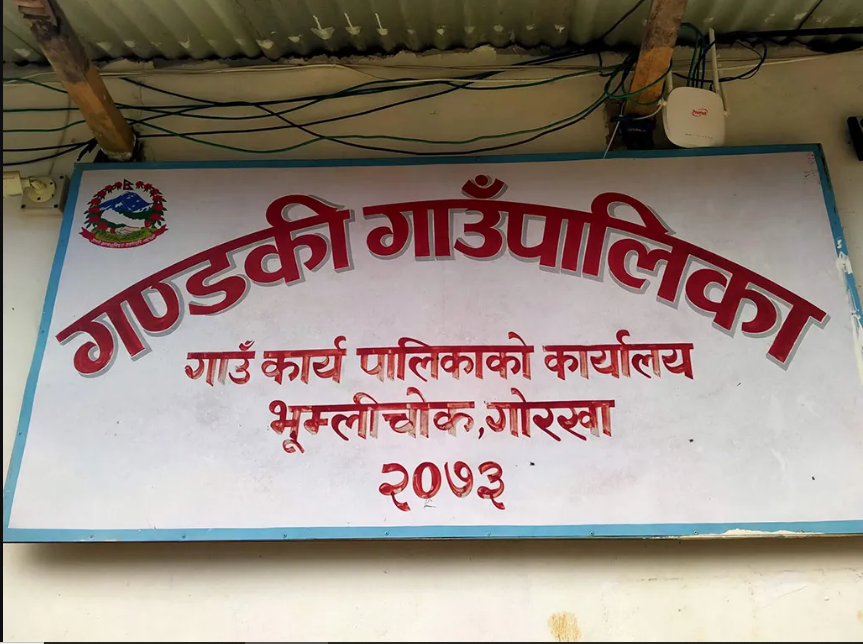 गण्डकी गाउँपालिका
गाउँ कार्य पालिकाको कार्यालय
भूम्लीचोक,गोरखा
२०७३